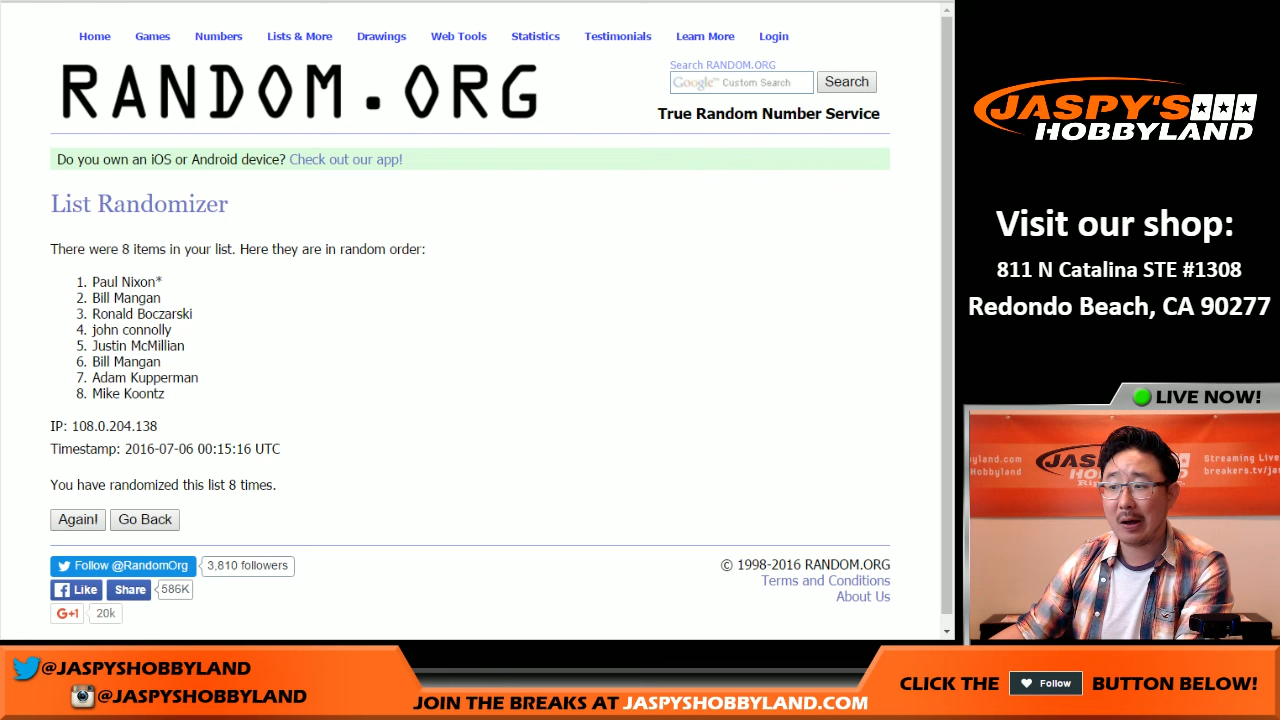 Home Games Numbers Lists & More Drawings Web Tools Statistics Testimonials Learn More Login
RANDOM.ORG
Search RANDOM.ORG
Google™ Custom Search Search
True Random Number Service
Do you own an iOS or Android device? Check out our app!
List Randomizer
There were 8 items in your list. Here they are in random order:
1. Paul Nixon*
2. Bill Mangan
3. Ronald Boczarski
4. john connolly
5. Justin McMillian
6. Bill Mangan
7. Adam Kupperman
8. Mike Koontz
IP: 108.0.204.138
Timestamp: 2016-07-06 00:15:16 UTC
You have randomized this list 8 times.
Again! Go Back
Follow @RandomOrg 3,810 followers
Like Share 586K
G+1 20k
© 1998-2016 RANDOM.ORG
Terms and Conditions
About Us
JASPY'S
HOBBYLAND
Visit our shop:
811 N Catalina STE #1308
Redondo Beach, CA 90277
LIVE NOW!
Streaming Live
@JASPYSHOBBYLAND
@JASPYSHOBBYLAND
JOIN THE BREAKS AT JASPYSHOBBYLAND.COM
CLICK THE Follow BUTTON BELOW!